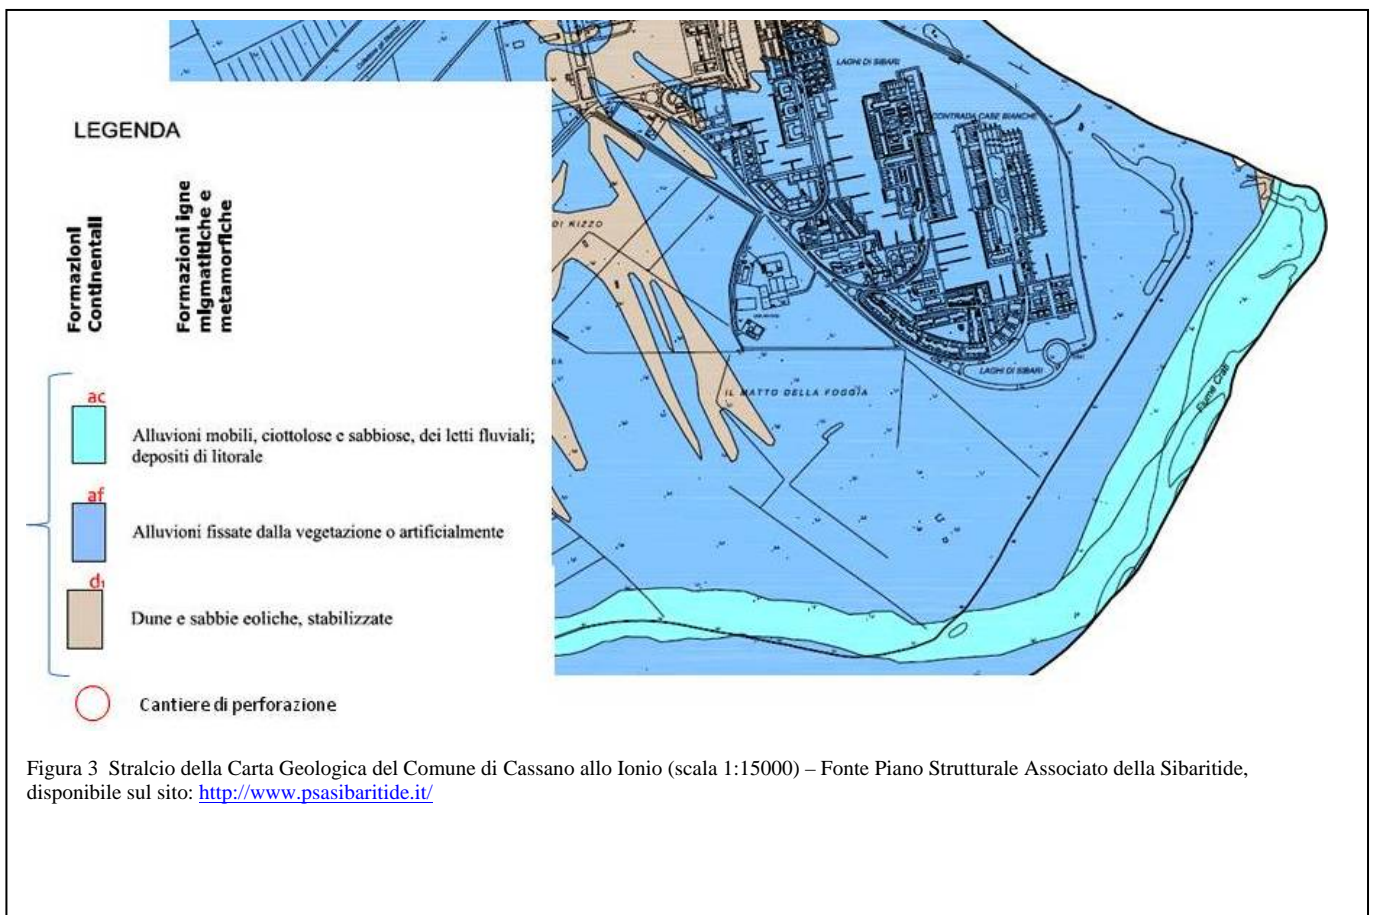 LAGHI DI SIBARI
CONTRADA CASE BIANCHE
LEGENDA
Formazioni
Continentali
Formazioni igne
migmatitiche e
metamorfiche
DI RIZZO
LAGHI DI SIBARI
IL MATTO DELLA FOGGIA
Fiume Crati
ac
Alluvioni mobili, ciottolose e sabbiose, dei letti fluviali;
depositi di litorale
af
Alluvioni fissate dalla vegetazione o artificialmente
d1
Dune e sabbie eoliche, stabilizzate
Cantiere di perforazione
Figura 3 Stralcio della Carta Geologica del Comune di Cassano allo Ionio (scala 1:15000) – Fonte Piano Strutturale Associato della Sibaritide,
disponibile sul sito: http://www.psasibaritide.it/